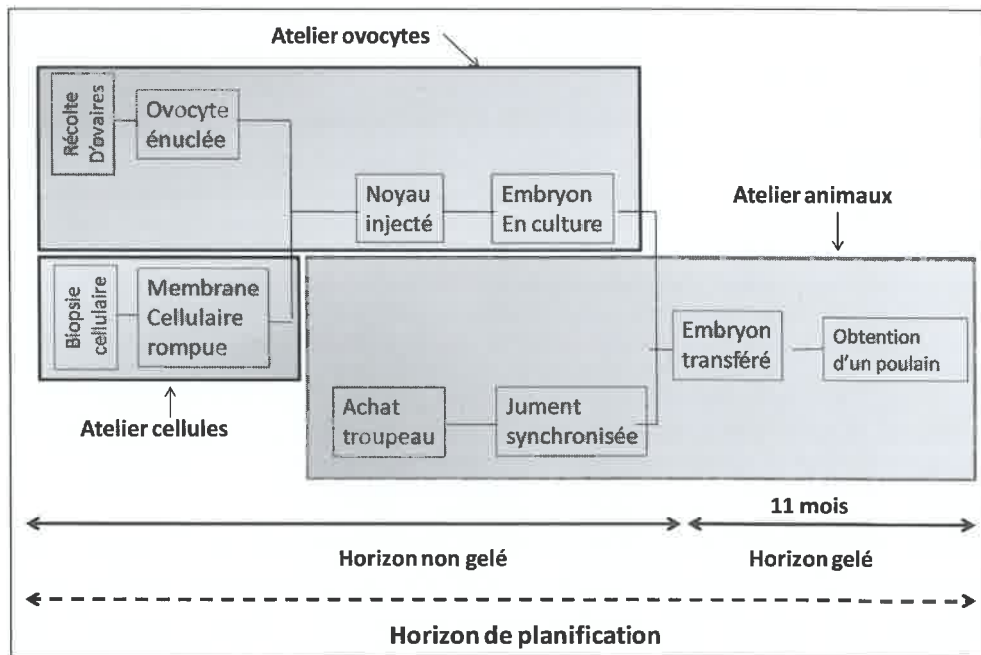 Atelier ovocytes
Récolte
D'ovaires
Ovocyte
énuclée
Noyau
injecté
Embryon
En culture
Atelier animaux
Biopsie
cellulaire
Membrane
Cellulaire
rompue
Embryon
transféré
Obtention
d'un poulain
Achat
troupeau
Jument
synchronisée
Atelier cellules
11 mois
Horizon non gelé
Horizon gelé
Horizon de planification